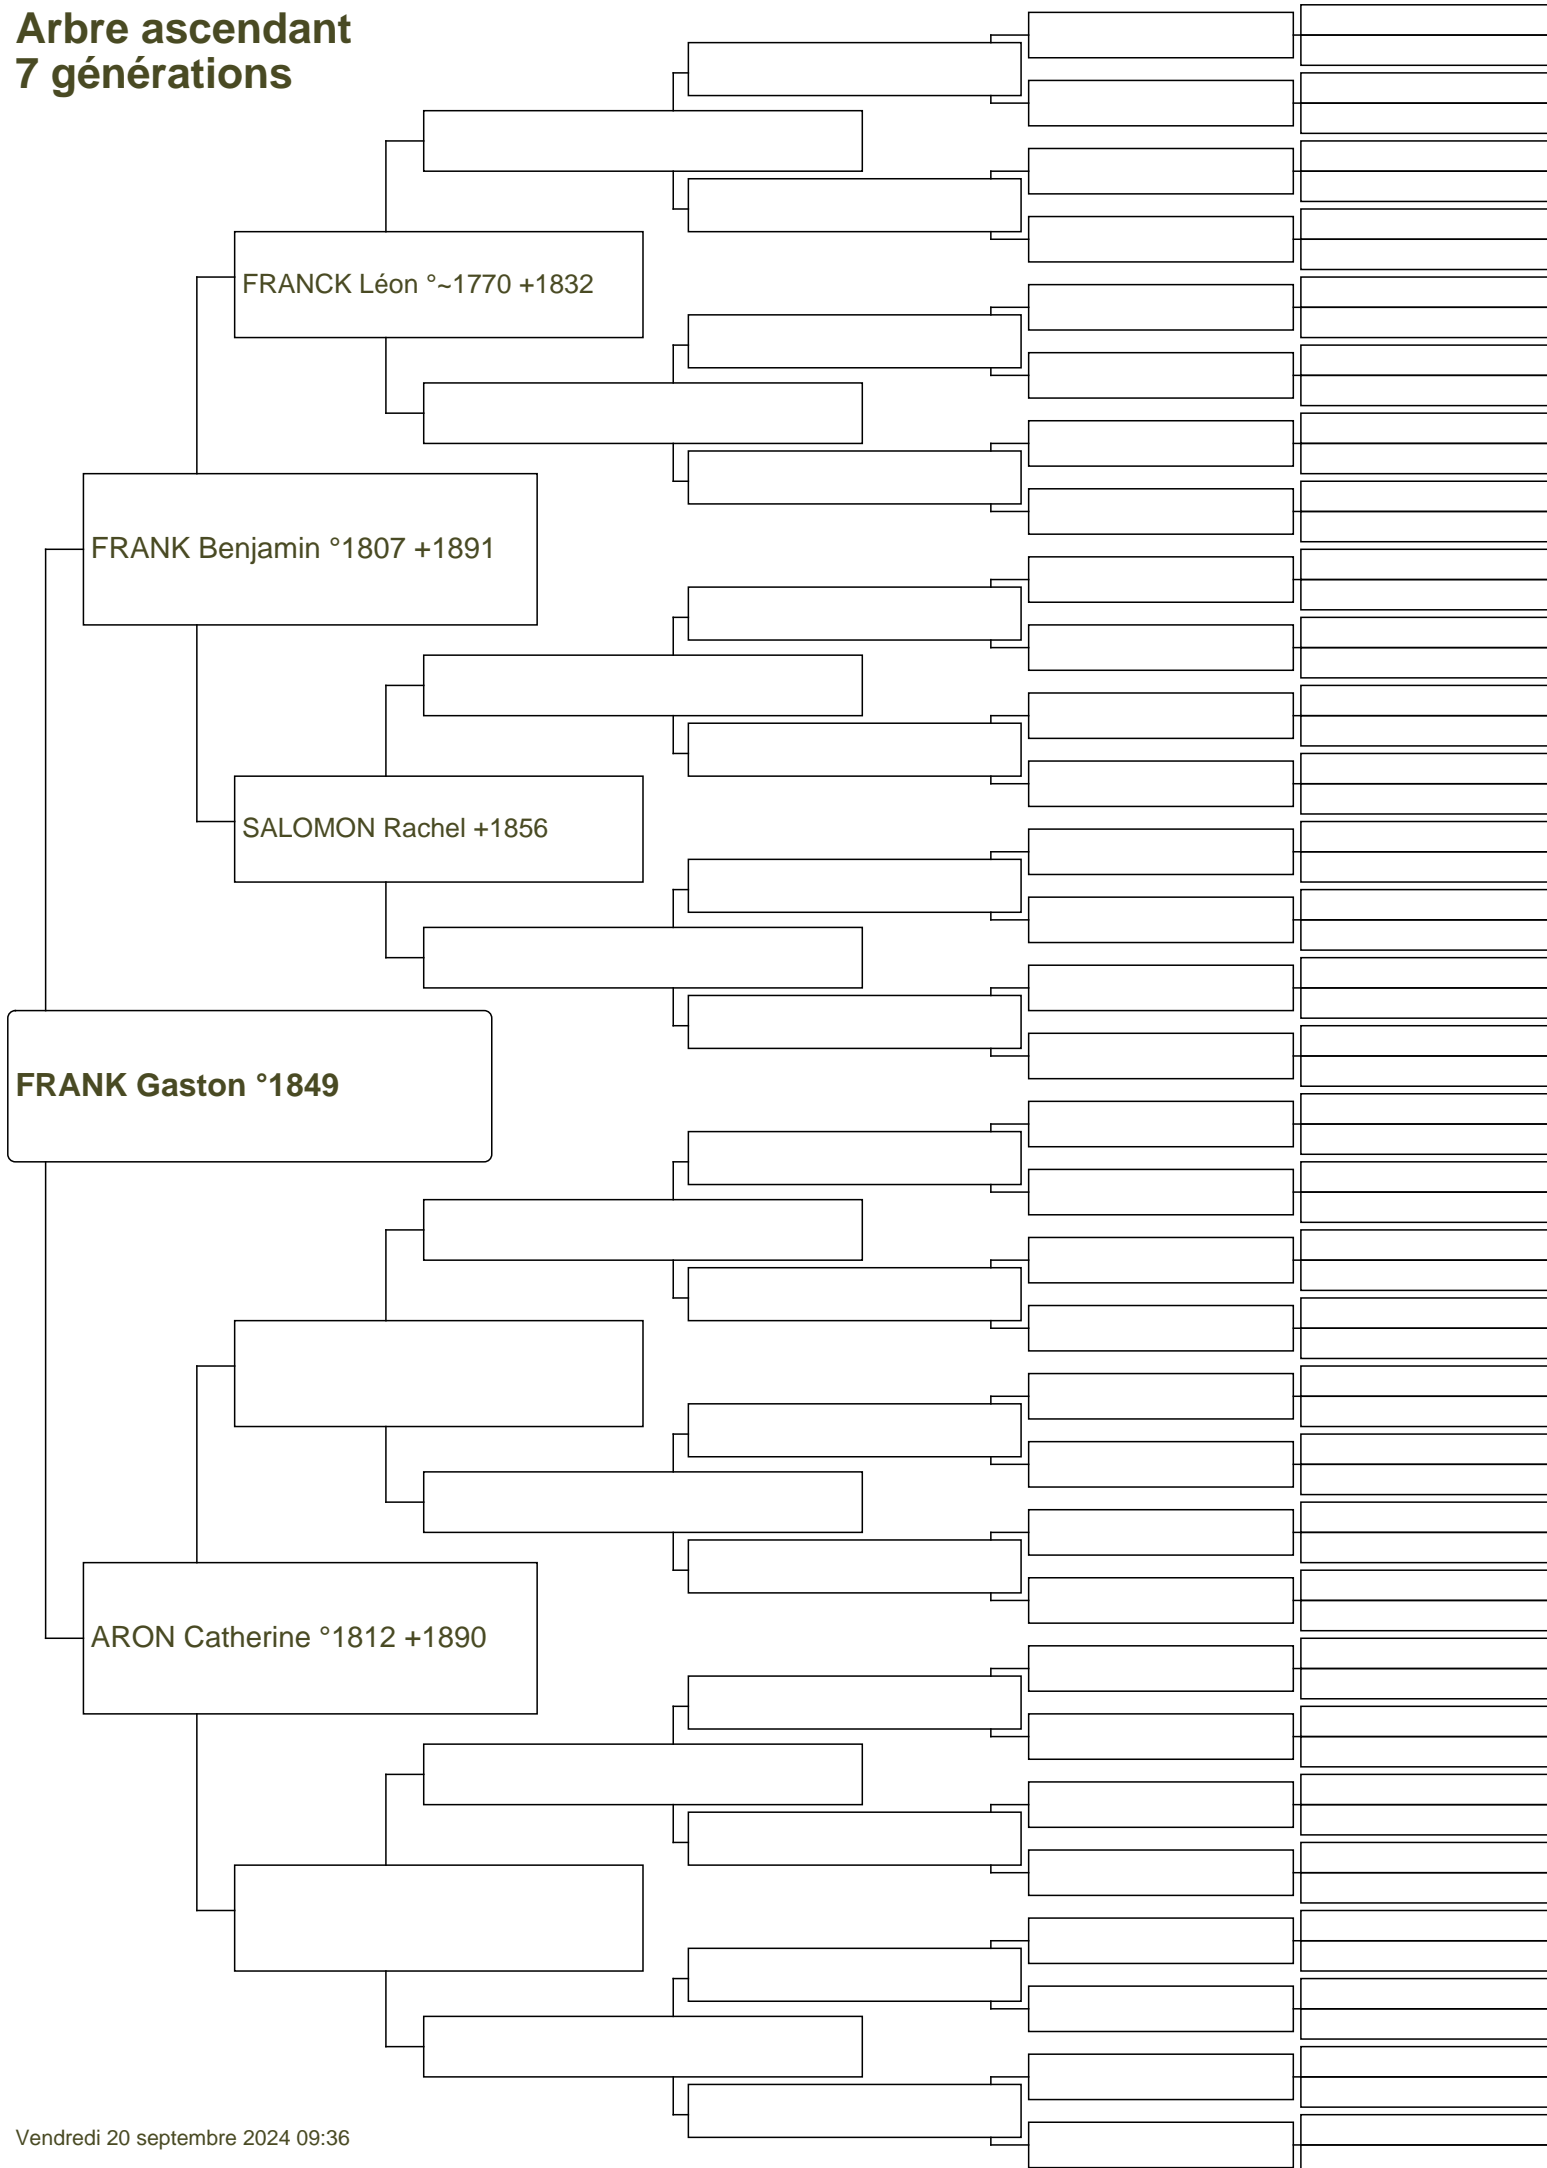 Arbre ascendant
7 générations
FRANCK Léon °~1770 +1832
FRANK Benjamin °1807 +1891
SALOMON Rachel +1856
FRANK Gaston °1849
ARON Catherine °1812 +1890
Vendredi 20 septembre 2024 09:36